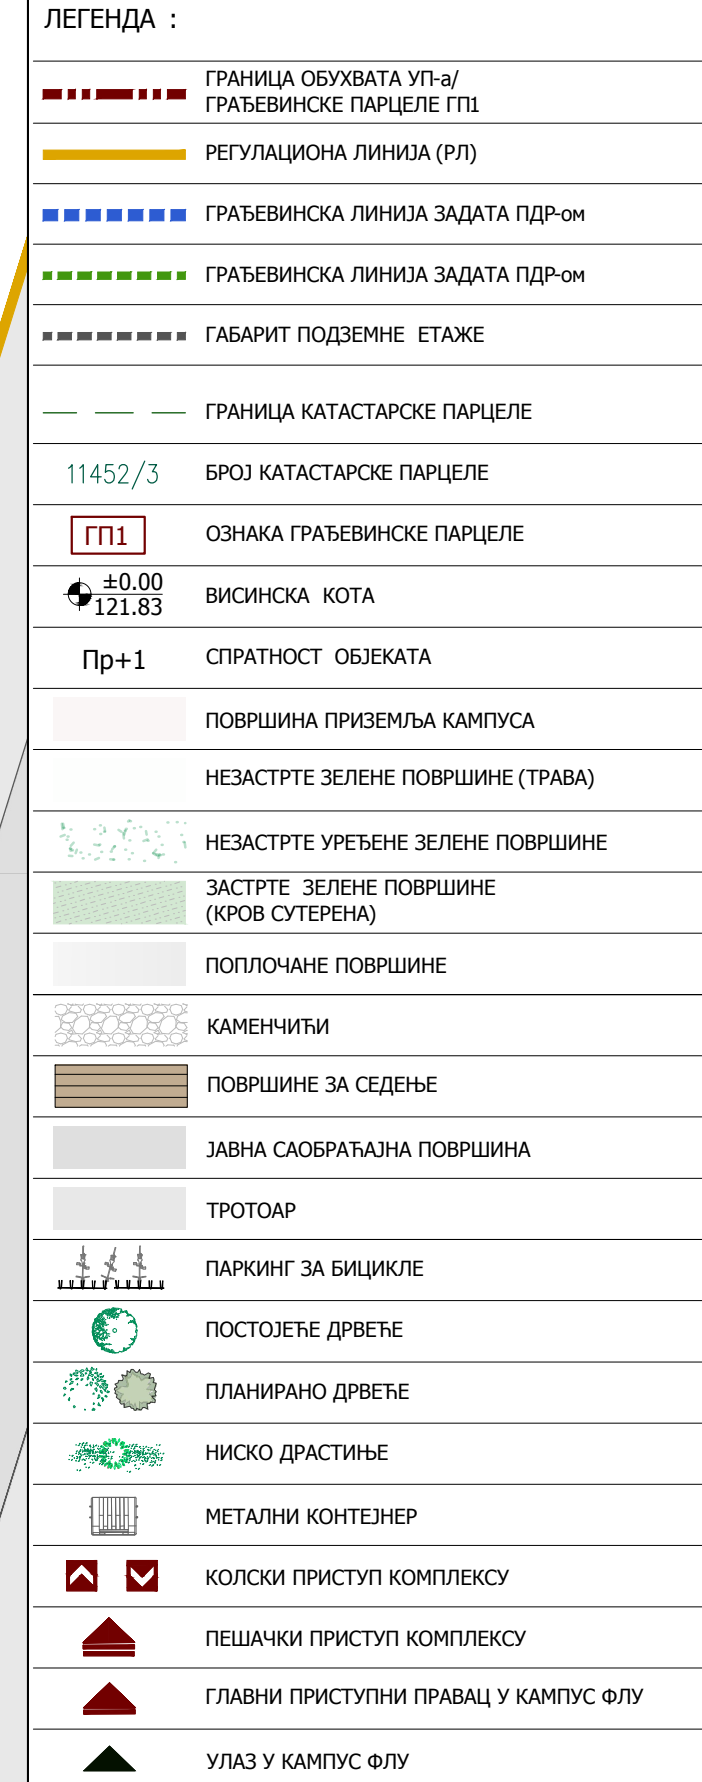 ЛЕГЕНДА :
ГРАНИЦА ОБУХВАТА УП-а/
ГРАЂЕВИНСКЕ ПАРЦЕЛЕ ГП1
РЕГУЛАЦИОНА ЛИНИЈА (РЛ)
ГРАЂЕВИНСКА ЛИНИЈА ЗАДАТА ПДР-ом
ГРАЂЕВИНСКА ЛИНИЈА ЗАДАТА ПДР-ом
ГАБАРИТ ПОДЗЕМНЕ ЕТАЖЕ
ГРАНИЦА КАТАСТАРСКЕ ПАРЦЕЛЕ
11452/3 БРОЈ КАТАСТАРСКЕ ПАРЦЕЛЕ
ГП1 ОЗНАКА ГРАЂЕВИНСКЕ ПАРЦЕЛЕ
±0.00
121.83 ВИСИНСКА КОТА
Пр+1 СПРАТНОСТ ОБЈЕКАТА
ПОВРШИНА ПРИЗЕМЉА КАМПУСА
НЕЗАСТРТЕ ЗЕЛЕНЕ ПОВРШИНЕ (ТРАВА)
НЕЗАСТРТЕ УРЕЂЕНЕ ЗЕЛЕНЕ ПОВРШИНЕ
ЗАСТРТЕ ЗЕЛЕНЕ ПОВРШИНЕ
(КРОВ СУТЕРЕНА)
ПОПЛОЧАНЕ ПОВРШИНЕ
КАМЕНЧИЋИ
ПОВРШИНЕ ЗА СЕДЕЊЕ
ЈАВНА САОБРАЋАЈНА ПОВРШИНА
ТРОТОАР
ПАРКИНГ ЗА БИЦИКЛЕ
ПОСТОЈЕЋЕ ДРВЕЋЕ
ПЛАНИРАНО ДРВЕЋЕ
НИСКО ДРАСТИЊЕ
МЕТАЛНИ КОНТЕЈНЕР
КОЛСКИ ПРИСТУП КОМПЛЕКСУ
ПЕШАЧКИ ПРИСТУП КОМПЛЕКСУ
ГЛАВНИ ПРИСТУПНИ ПРАВАЦ У КАМПУС ФЛУ
УЛАЗ У КАМПУС ФЛУ